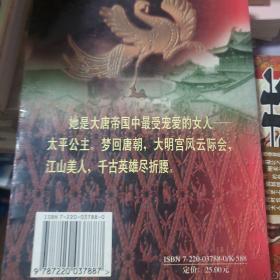 她是大唐帝国中最受宠爱的女人——
太平公主。梦回唐朝，大明宫风云际会，
江山美人，千古英雄尽折腰。
ISBN 7-220-03788-0
9 787220 037887 >
ISBN 7-220-03788-0/K·588
定价：25.00元